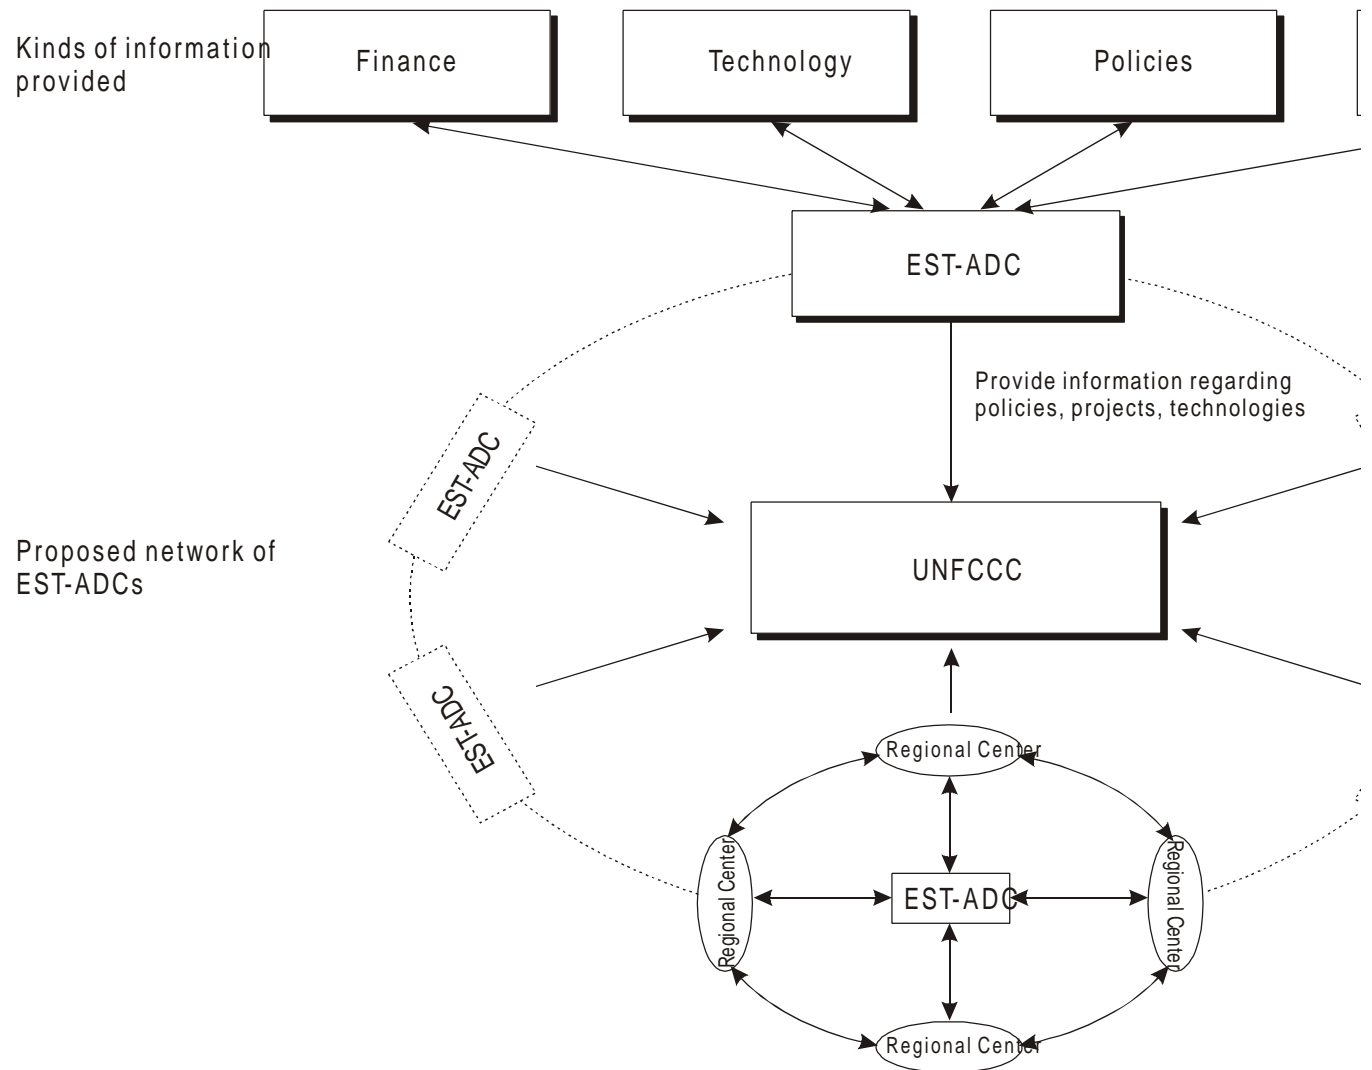 Kinds of information
provided
Finance
Technology
Policies
EST-ADC
Provide information regarding
policies, projects, technologies
EST-ADC
Proposed network of
EST-ADCs
UNFCCC
EST-ADC
Regional Center
Regional Center
EST-ADC
Regional Center
Regional Center